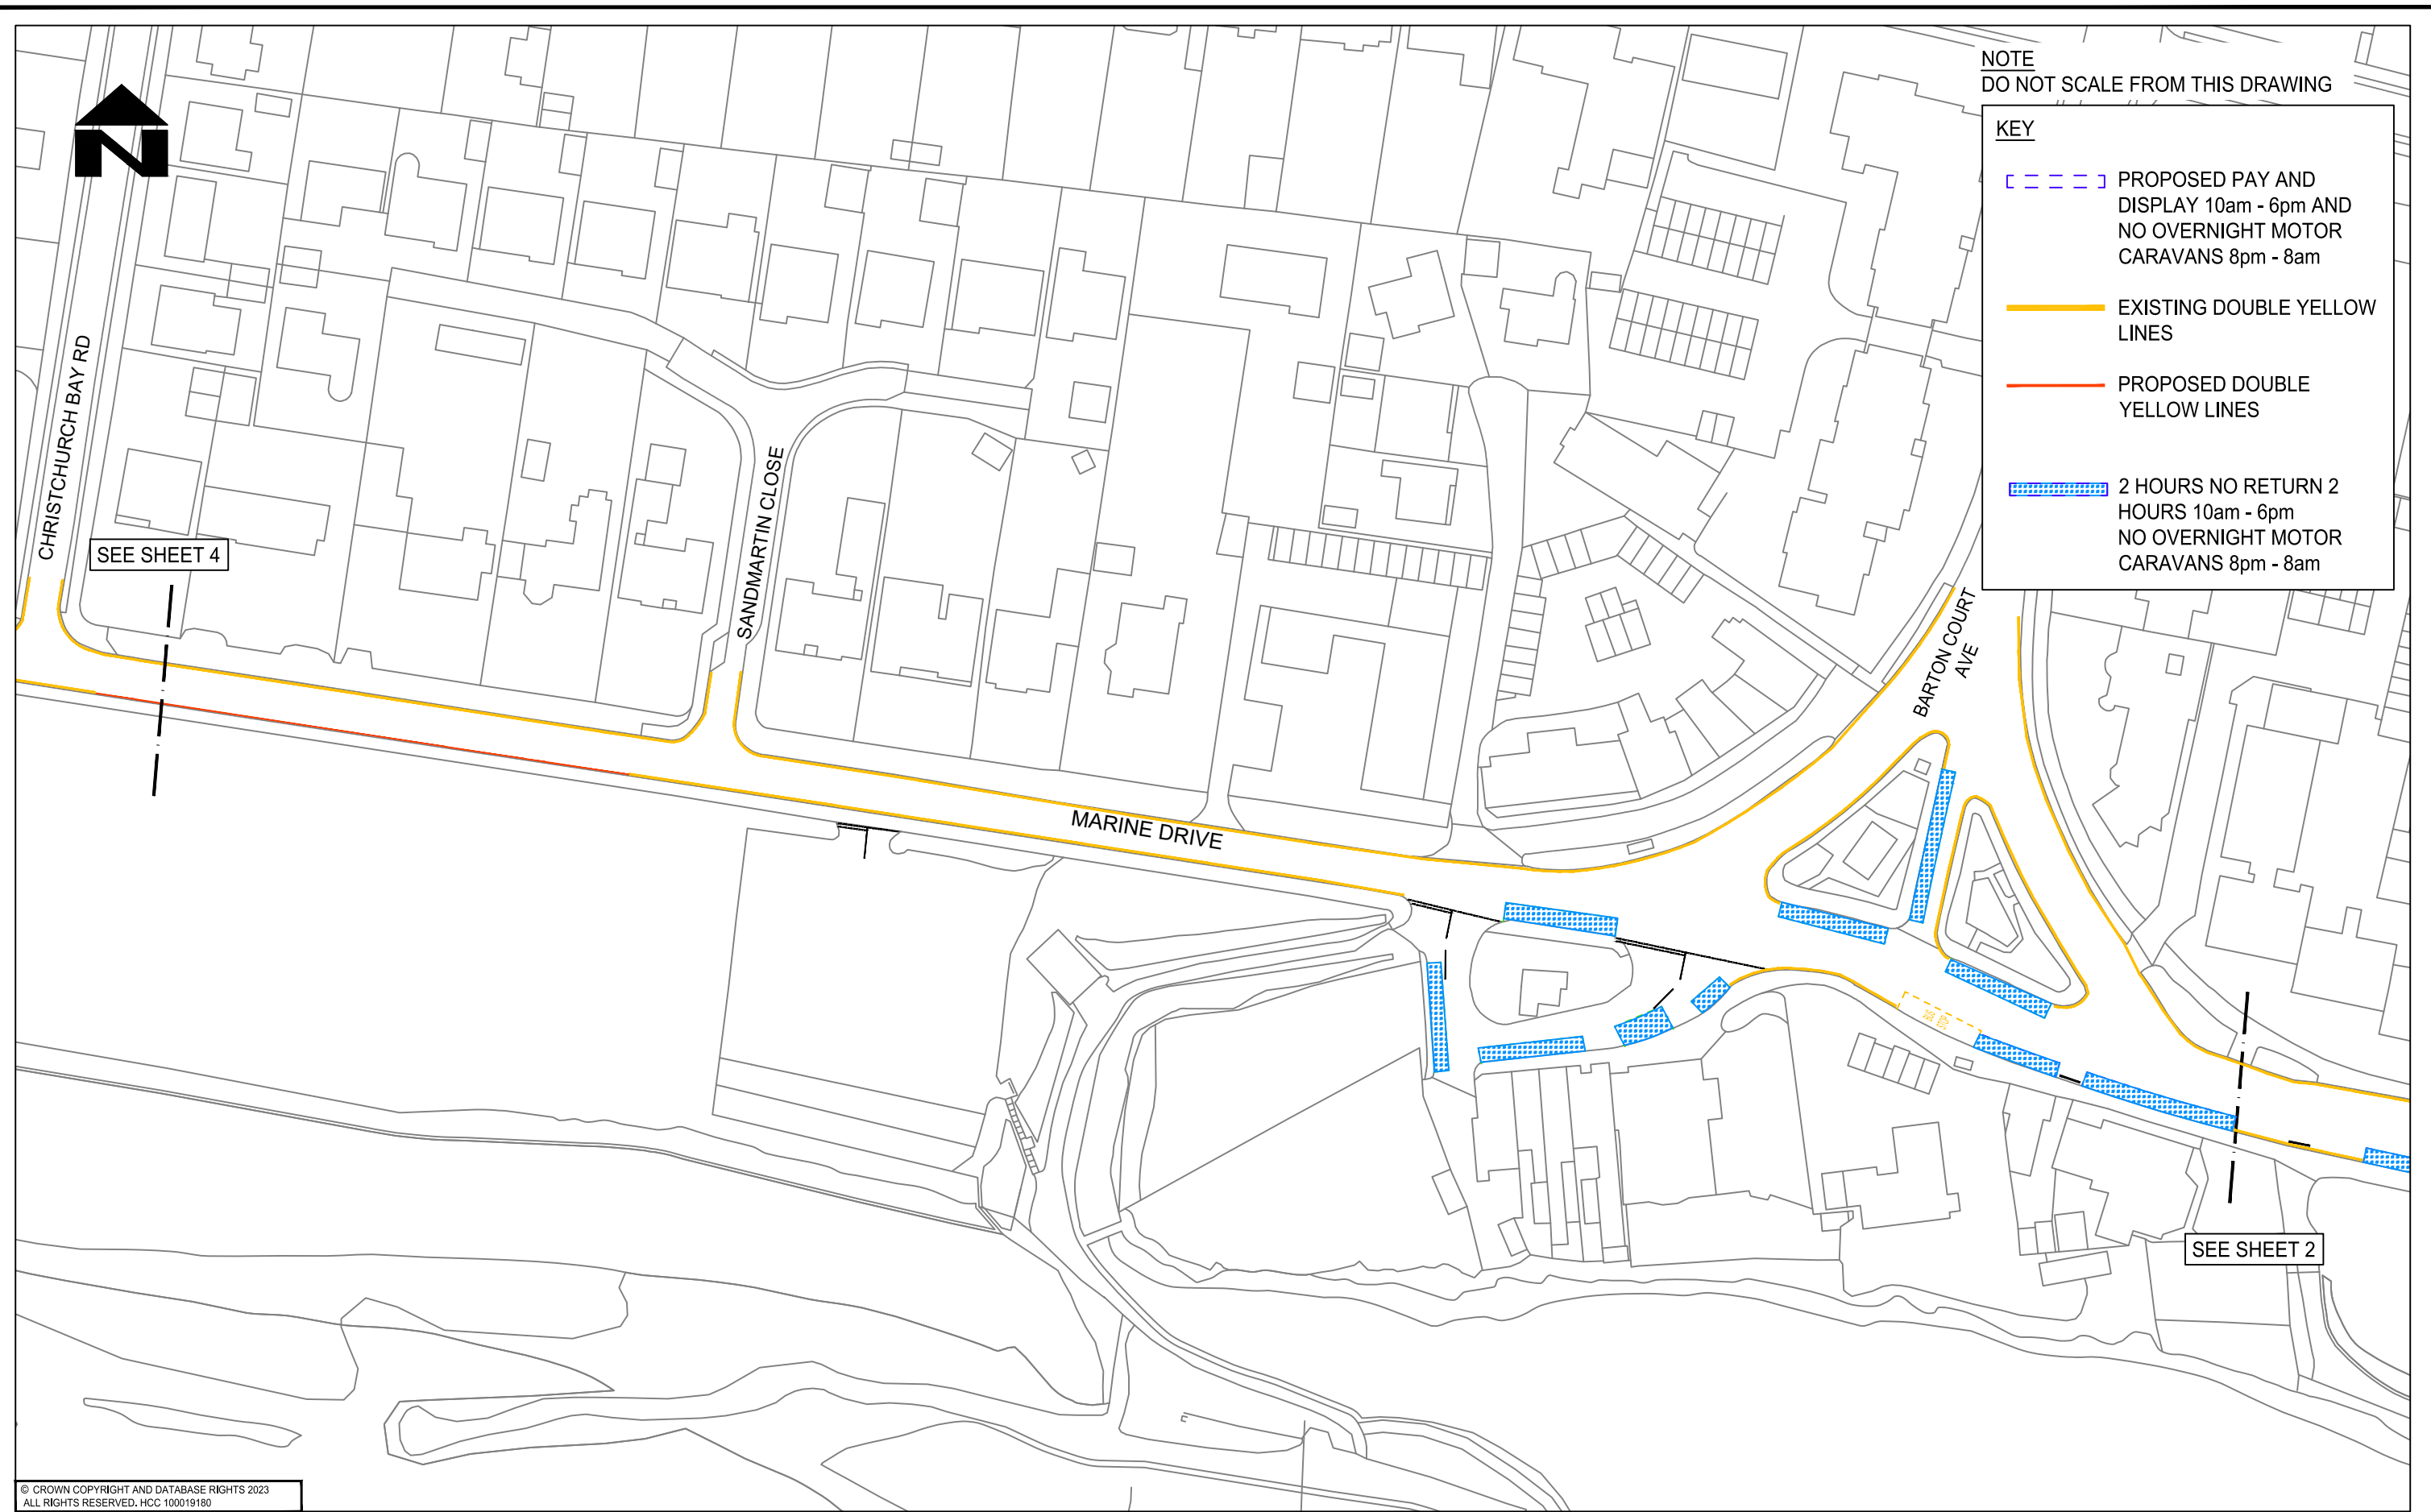 NOTE
DO NOT SCALE FROM THIS DRAWING
KEY
PROPOSED PAY AND
DISPLAY 10am - 6pm AND
NO OVERNIGHT MOTOR
CARAVANS 8pm - 8am
EXISTING DOUBLE YELLOW
LINES
PROPOSED DOUBLE
YELLOW LINES
2 HOURS NO RETURN 2
HOURS 10am - 6pm
NO OVERNIGHT MOTOR
CARAVANS 8pm - 8am
N
CHRISTCHURCH BAY RD
SEE SHEET 4
SANDMARTIN CLOSE
BARTON COURT
AVE
MARINE DRIVE
SEE SHEET 2
© CROWN COPYRIGHT AND DATABASE RIGHTS 2023
ALL RIGHTS RESERVED. HCC 100019180